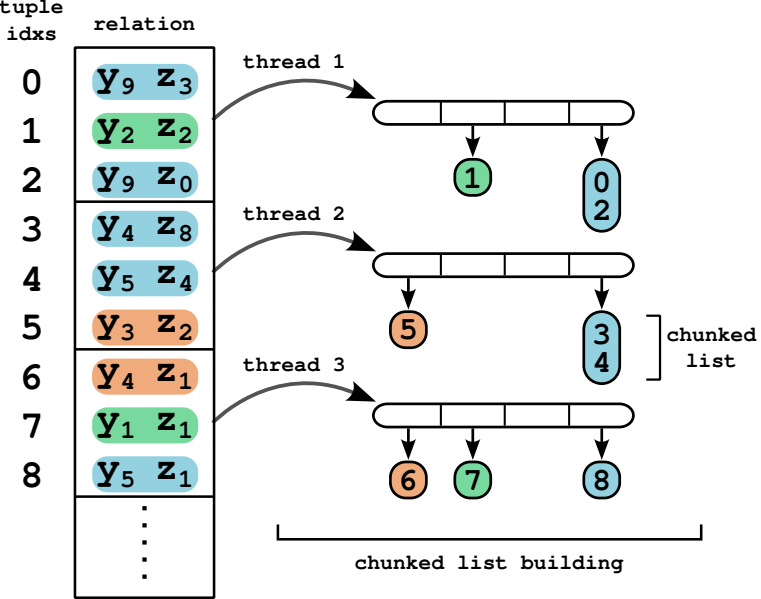 tuple
idxs
relation
0 y9 z3
1 y2 z2
2 y9 z0
3 y4 z8
4 y5 z4
5 y3 z2
6 y4 z1
7 y1 z1
8 y5 z1
thread 1
1
0
2
thread 2
5
3
4
chunked
list
thread 3
6 7 8
chunked list building